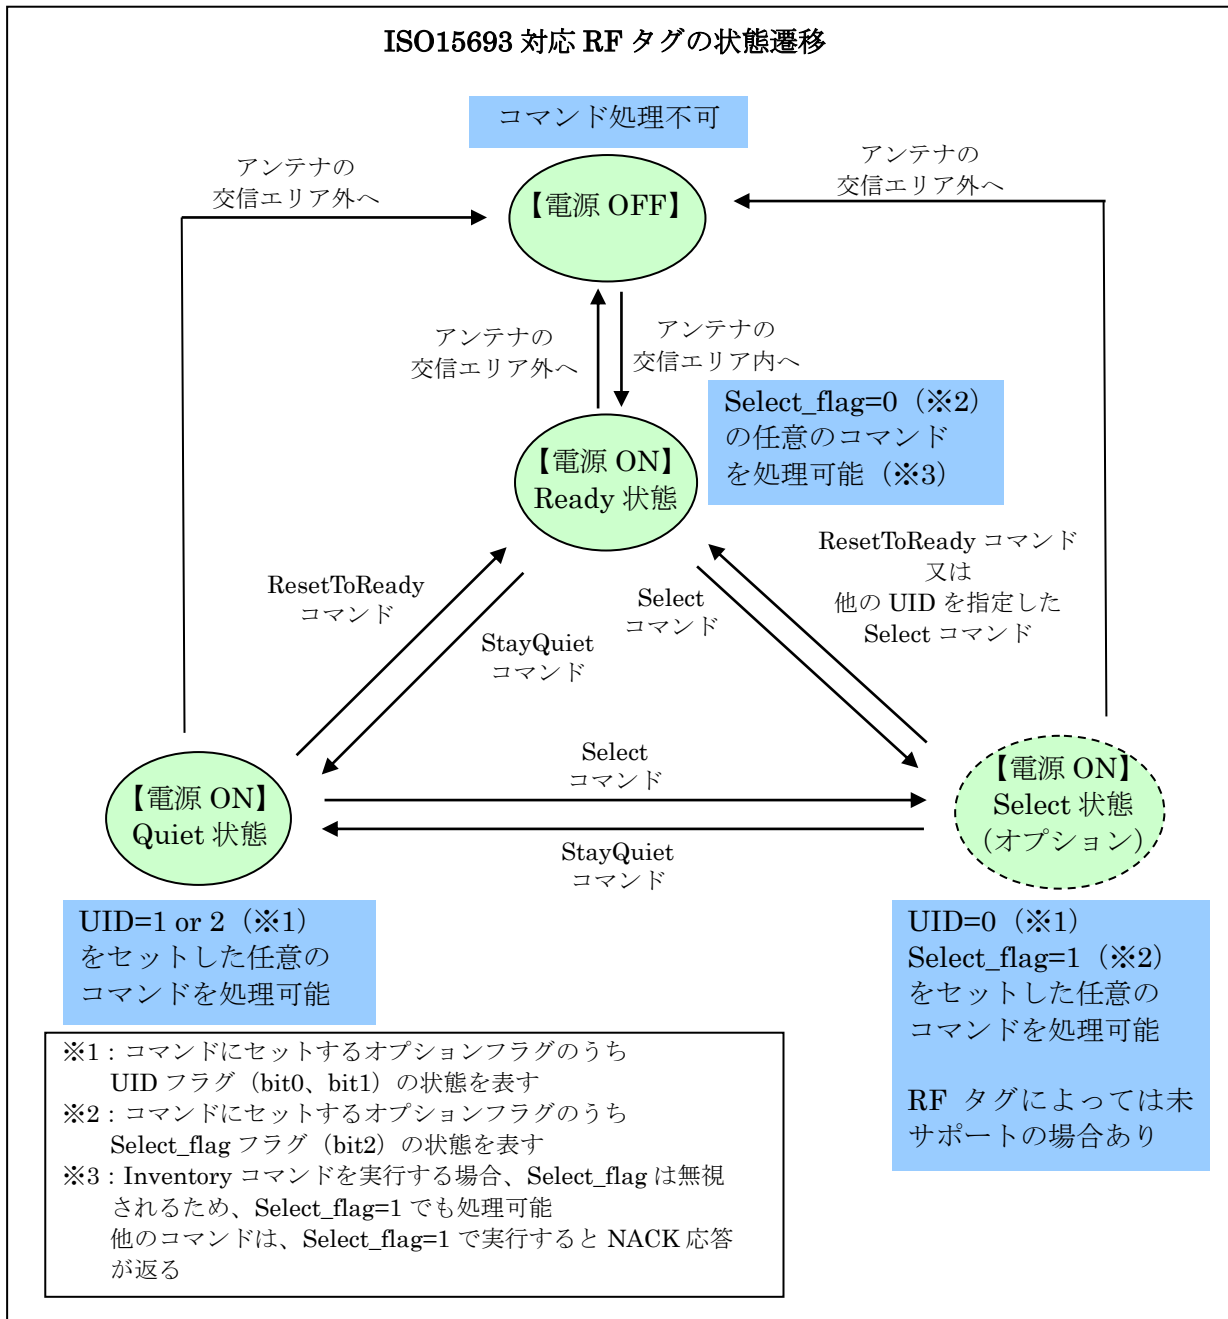 ISO15693 対応 RF タグの状態遷移
コマンド処理不可
アンテナの
交信エリア外へ
アンテナの
交信エリア外へ
【電源 OFF】
アンテナの
交信エリア外へ
アンテナの
交信エリア内へ
Select_flag=0（※2）
の任意のコマンド
を処理可能（※3）
【電源 ON】
Ready 状態
ResetToReady
コマンド
StayQuiet
コマンド
Select
コマンド
ResetToReady コマンド
又は
他の UID を指定した
Select コマンド
Select
コマンド
StayQuiet
コマンド
【電源 ON】
Quiet 状態
【電源 ON】
Select 状態
（オプション）
UID=1 or 2（※1）
をセットした任意の
コマンドを処理可能
UID=0（※1）
Select_flag=1（※2）
をセットした任意の
コマンドを処理可能
RF タグによっては未
サポートの場合あり
※1：コマンドにセットするオプションフラグのうち
UID フラグ（bit0、bit1）の状態を表す
※2：コマンドにセットするオプションフラグのうち
Select_flag フラグ（bit2）の状態を表す
※3：Inventory コマンドを実行する場合、Select_flag は無視
されるため、Select_flag=1 でも処理可能
他のコマンドは、Select_flag=1 で実行すると NACK 応答
が返る